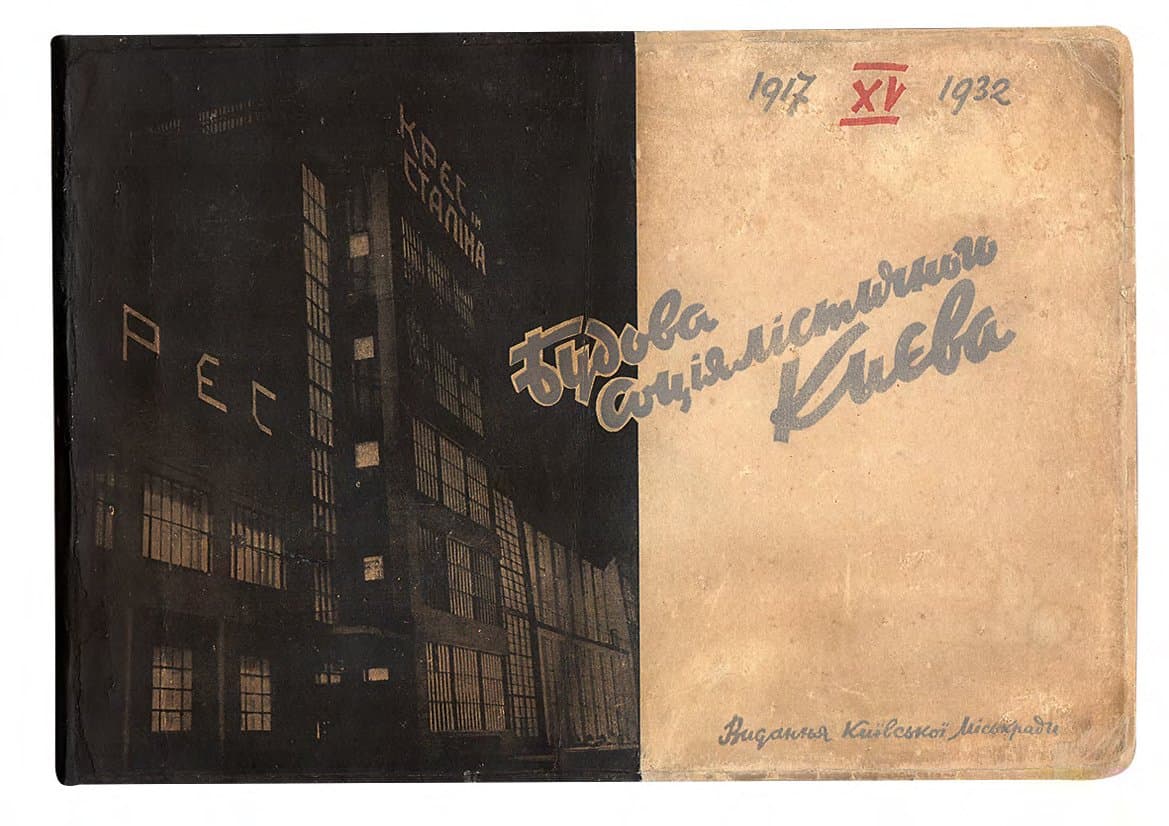 1917 XV 1932
КРЕС ім
СТАЛІНА
РЕС
Будова
соціялістичного
Києва
Видання Київської Міськради